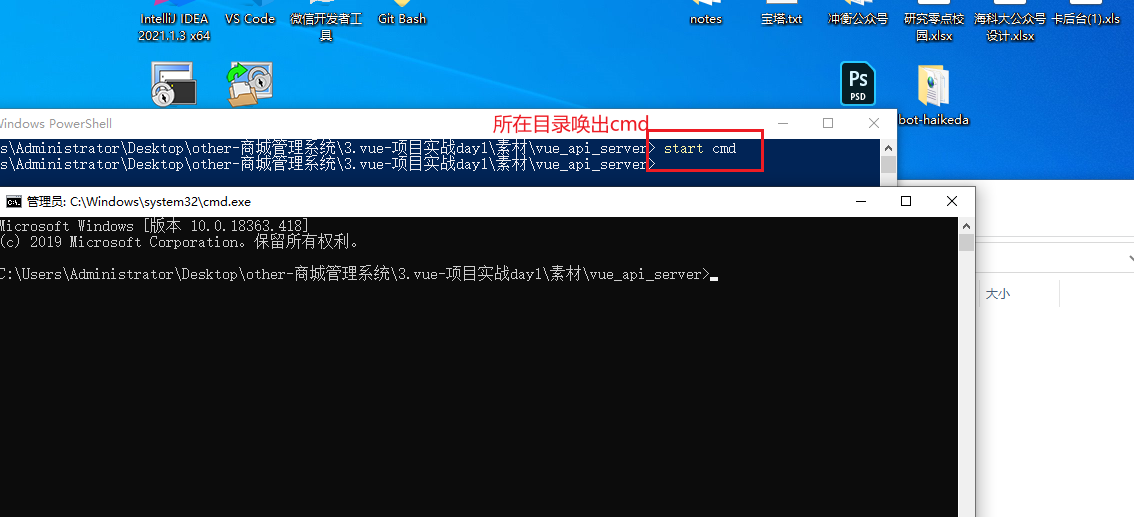 IntelliJ IDEA 2021.1.3 x64
VS Code
微信开发者工具
Git Bash
notes
宝塔.txt
冲衡公众号
研究零点校园.xlsx
海科大公众号设计.xlsx
卡后台(1).xls
Ps
PSD
bot-haikeda
Windows PowerShell
所在目录唤出cmd
s\Administrator\Desktop\other-商城管理系统\3.vue-项目实战day1\素材\vue_api_server> start cmd
s\Administrator\Desktop\other-商城管理系统\3.vue-项目实战day1\素材\vue_api_server>
管理员: C:\Windows\system32\cmd.exe
Microsoft Windows [版本 10.0.18363.418]
(c) 2019 Microsoft Corporation。保留所有权利。
C:\Users\Administrator\Desktop\other-商城管理系统\3.vue-项目实战day1\素材\vue_api_server>
大小